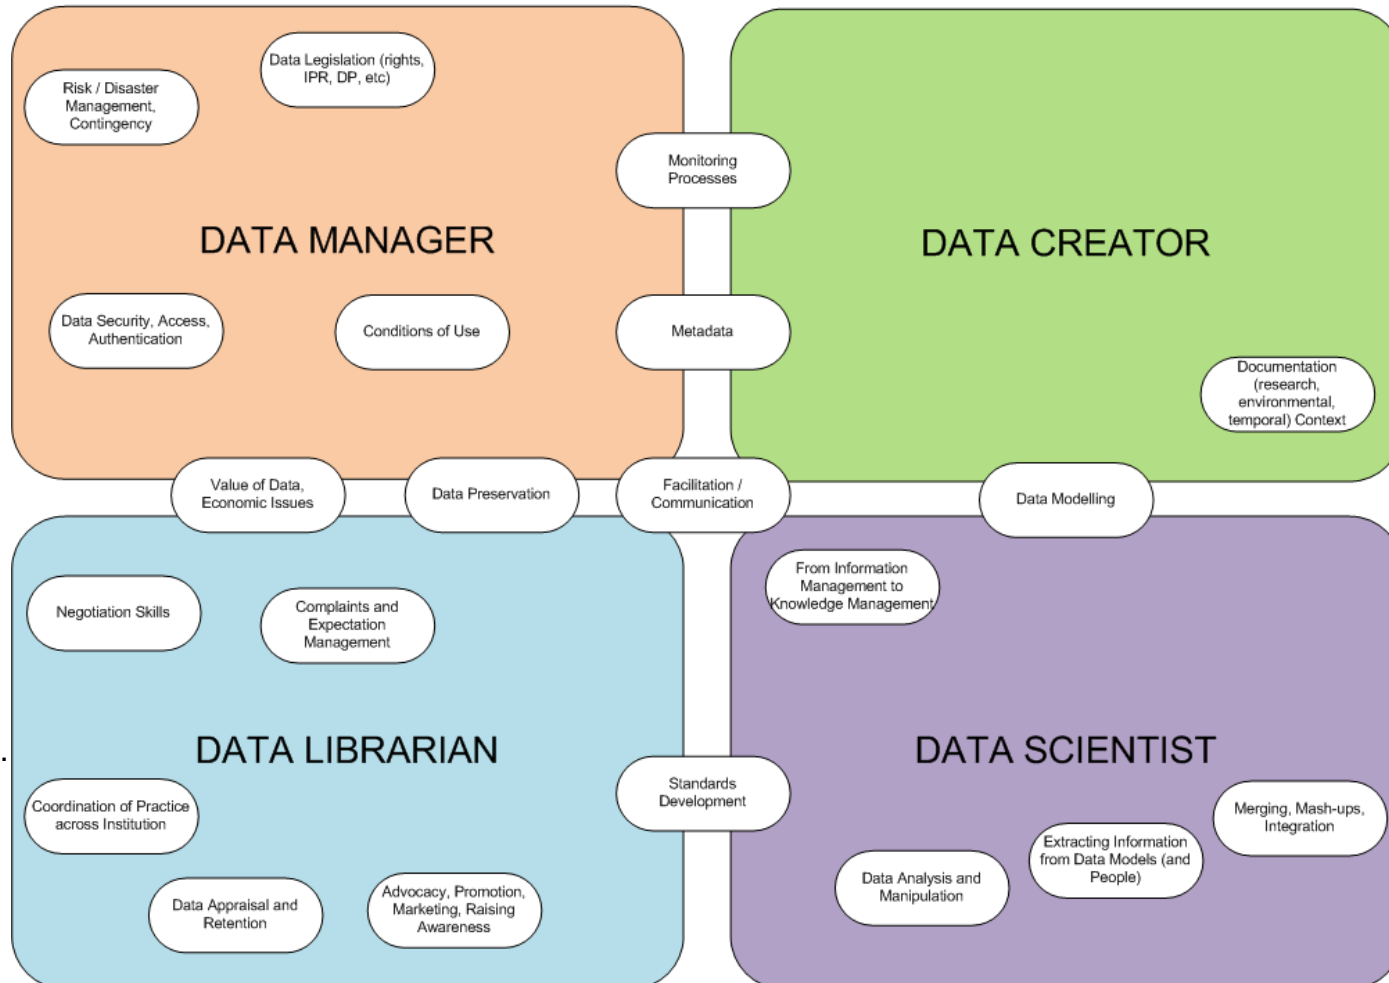 Data Legislation (rights,
IPR, DP, etc)
Risk / Disaster
Management,
Contingency
Monitoring
Processes
DATA MANAGER
DATA CREATOR
Data Security, Access,
Authentication
Conditions of Use
Metadata
Documentation
(research,
environmental,
temporal) Context
Value of Data,
Economic Issues
Data Preservation
Facilitation /
Communication
Data Modelling
From Information
Management to
Knowledge Management
Negotiation Skills
Complaints and
Expectation
Management
DATA LIBRARIAN
DATA SCIENTIST
Standards
Development
Coordination of Practice
across Institution
Merging, Mash-ups,
Integration
Extracting Information
from Data Models (and
People)
Data Analysis and
Manipulation
Data Appraisal and
Retention
Advocacy, Promotion,
Marketing, Raising
Awareness